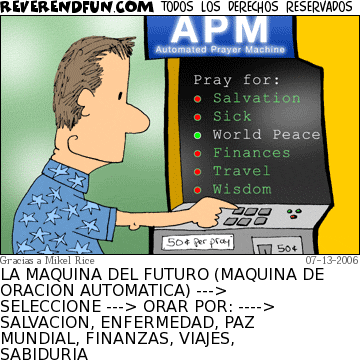 REVERENDFUN.COM TODOS LOS DERECHOS RESERVADOS
APM
Automated Prayer Machine
Pray for:
Salvation
Sick
World Peace
Finances
Travel
Wisdom
50¢ per pray
50¢
Gracias a Mikel Rice 07-13-2006
LA MAQUINA DEL FUTURO (MAQUINA DE
ORACION AUTOMATICA) --->
SELECCIONE ---> ORAR POR: ---->
SALVACION, ENFERMEDAD, PAZ
MUNDIAL, FINANZAS, VIAJES,
SABIDURIA